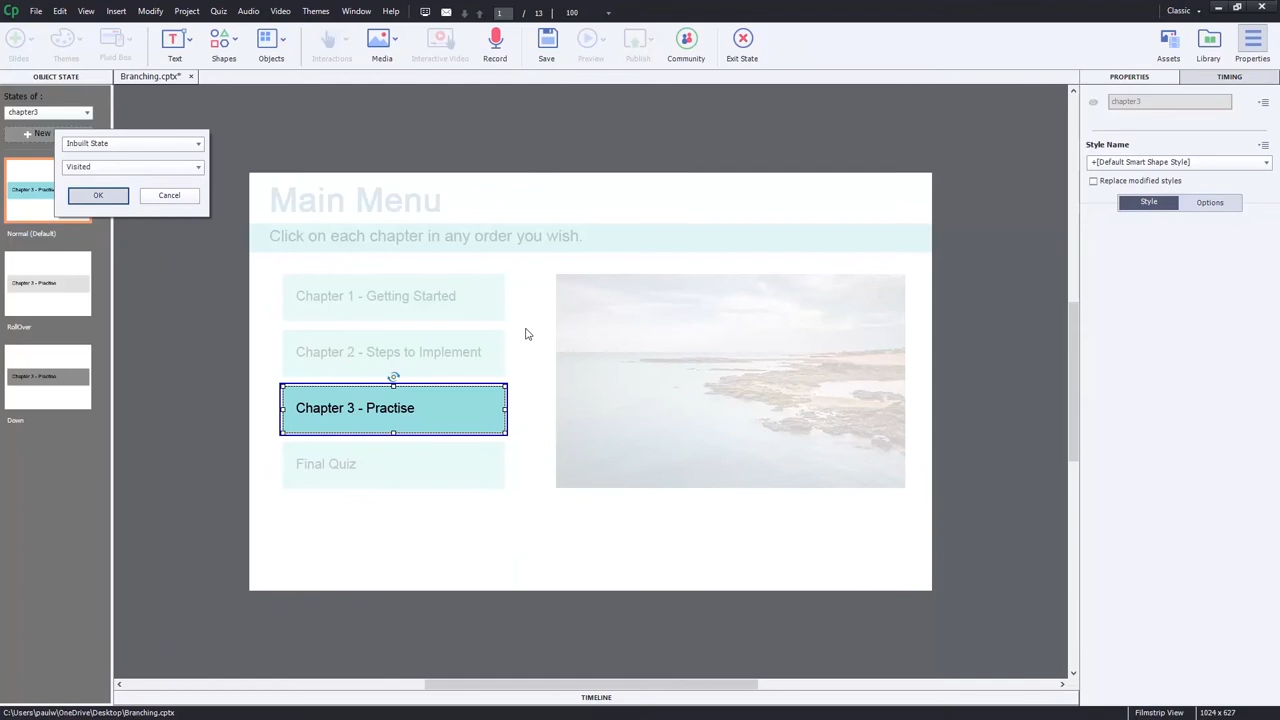 Cp File Edit View Insert Modify Project Quiz Audio Video Themes Window Help 1 / 13 100 Classic
Slides Themes Fluid Box Text Shapes Objects Interactions Media Interactive Video Record Save Preview Publish Community Exit State Assets Library Properties
OBJECT STATE Branching.cptx* PROPERTIES TIMING
States of :
chapter3
New
Inbuilt State
Visited
OK Cancel
Chapter 3 - Practise
Normal (Default)
Chapter 3 - Practise
RollOver
Chapter 3 - Practise
Down
Main Menu
Click on each chapter in any order you wish.
Chapter 1 - Getting Started
Chapter 2 - Steps to Implement
Chapter 3 - Practise
Final Quiz
chapter3
Style Name
+[Default Smart Shape Style]
Replace modified styles
Style Options
TIMELINE
C:\Users\paulw\OneDrive\Desktop\Branching.cptx Filmstrip View 1024 x 627